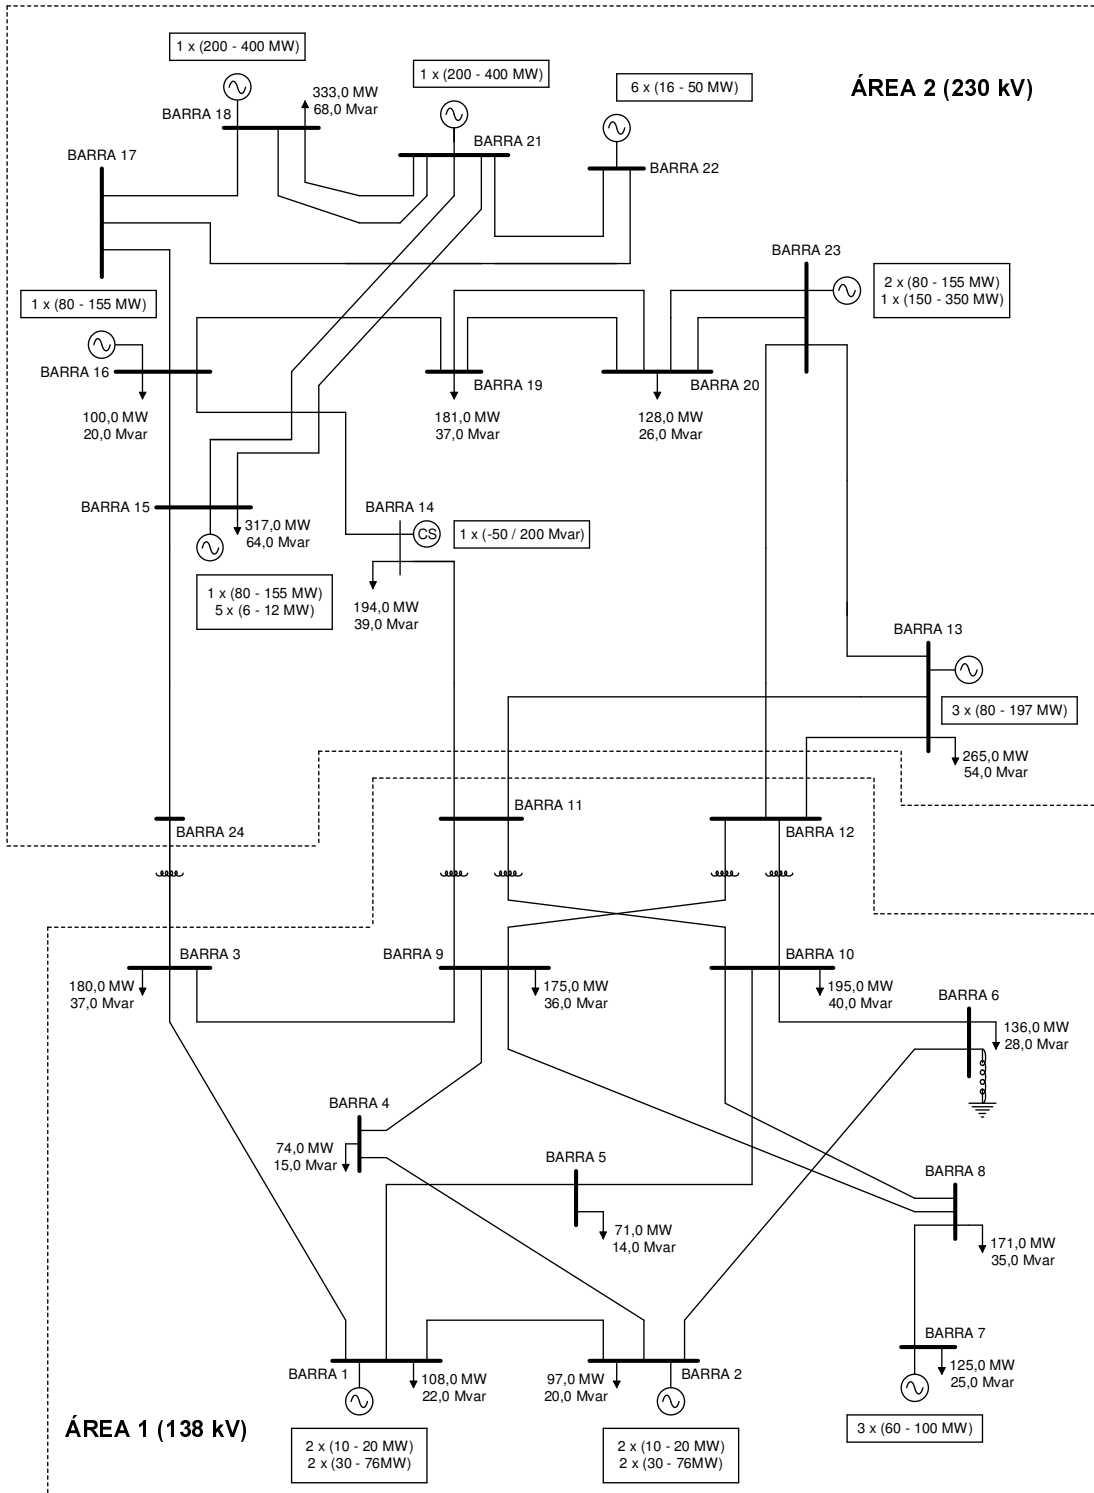 1 x (200 - 400 MW)
1 x (200 - 400 MW)
6 x (16 - 50 MW)
ÁREA 2 (230 kV)
333,0 MW
68,0 Mvar
BARRA 18
BARRA 21
BARRA 17
BARRA 22
BARRA 23
2 x (80 - 155 MW)
1 x (150 - 350 MW)
1 x (80 - 155 MW)
BARRA 16
BARRA 19
BARRA 20
100,0 MW
20,0 Mvar
181,0 MW
37,0 Mvar
128,0 MW
26,0 Mvar
BARRA 15
BARRA 14
317,0 MW
64,0 Mvar
CS
1 x (-50 / 200 Mvar)
1 x (80 - 155 MW)
5 x (6 - 12 MW)
194,0 MW
39,0 Mvar
BARRA 13
3 x (80 - 197 MW)
265,0 MW
54,0 Mvar
BARRA 24
BARRA 11
BARRA 12
BARRA 3
BARRA 9
BARRA 10
180,0 MW
37,0 Mvar
175,0 MW
36,0 Mvar
195,0 MW
40,0 Mvar
BARRA 6
136,0 MW
28,0 Mvar
BARRA 4
74,0 MW
15,0 Mvar
BARRA 5
71,0 MW
14,0 Mvar
BARRA 8
171,0 MW
35,0 Mvar
BARRA 7
125,0 MW
25,0 Mvar
BARRA 1
108,0 MW
22,0 Mvar
97,0 MW
20,0 Mvar
BARRA 2
ÁREA 1 (138 kV)
2 x (10 - 20 MW)
2 x (30 - 76MW)
2 x (10 - 20 MW)
2 x (30 - 76MW)
3 x (60 - 100 MW)